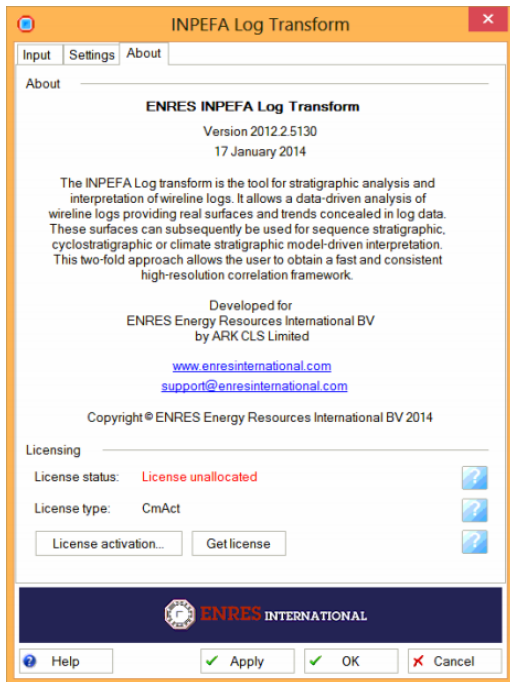 INPEFA Log Transform
Input Settings About
About
ENRES INPEFA Log Transform
Version 2012.2.5130
17 January 2014
The INPEFA Log transform is the tool for stratigraphic analysis and
interpretation of wireline logs. It allows a data-driven analysis of
wireline logs providing real surfaces and trends concealed in log data.
These surfaces can subsequently be used for sequence stratigraphic,
cyclostratigraphic or climate stratigraphic model-driven interpretation.
This two-fold approach allows the user to obtain a fast and consistent
high-resolution correlation framework.
Developed for
ENRES Energy Resources International BV
by ARK CLS Limited
www.enresinternational.com
support@enresinternational.com
Copyright © ENRES Energy Resources International BV 2014
Licensing
License status: License unallocated
License type: CmAct
License activation... Get license
ENRES INTERNATIONAL
Help Apply OK Cancel